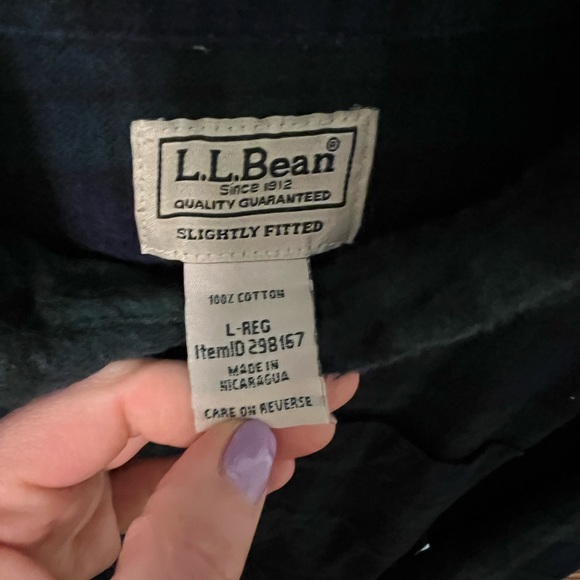 L.L.Bean®
Since 1912
QUALITY GUARANTEED
SLIGHTLY FITTED
100% COTTON
L-REG
ItemID 298167
MADE IN
NICARAGUA
CARE ON REVERSE